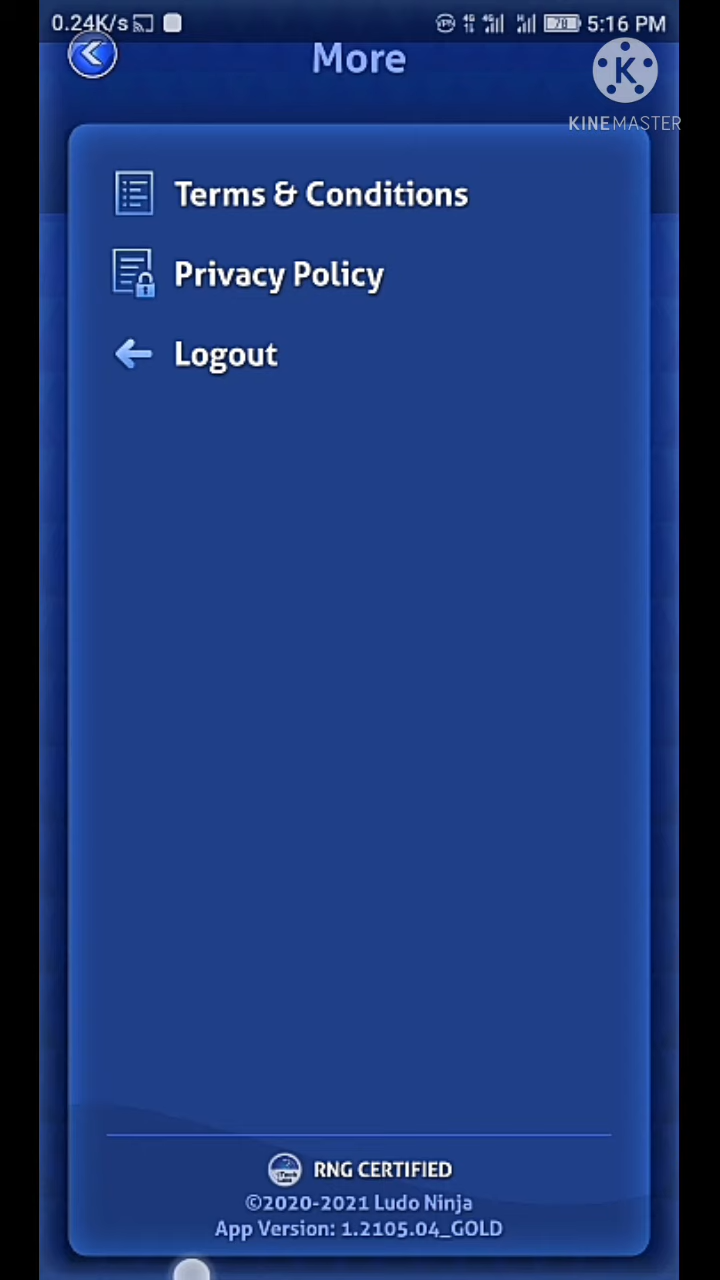 0.24K/s 5:16 PM
More
K
KINEMASTER
Terms & Conditions
Privacy Policy
Logout
RNG CERTIFIED
©2020-2021 Ludo Ninja
App Version: 1.2105.04_GOLD